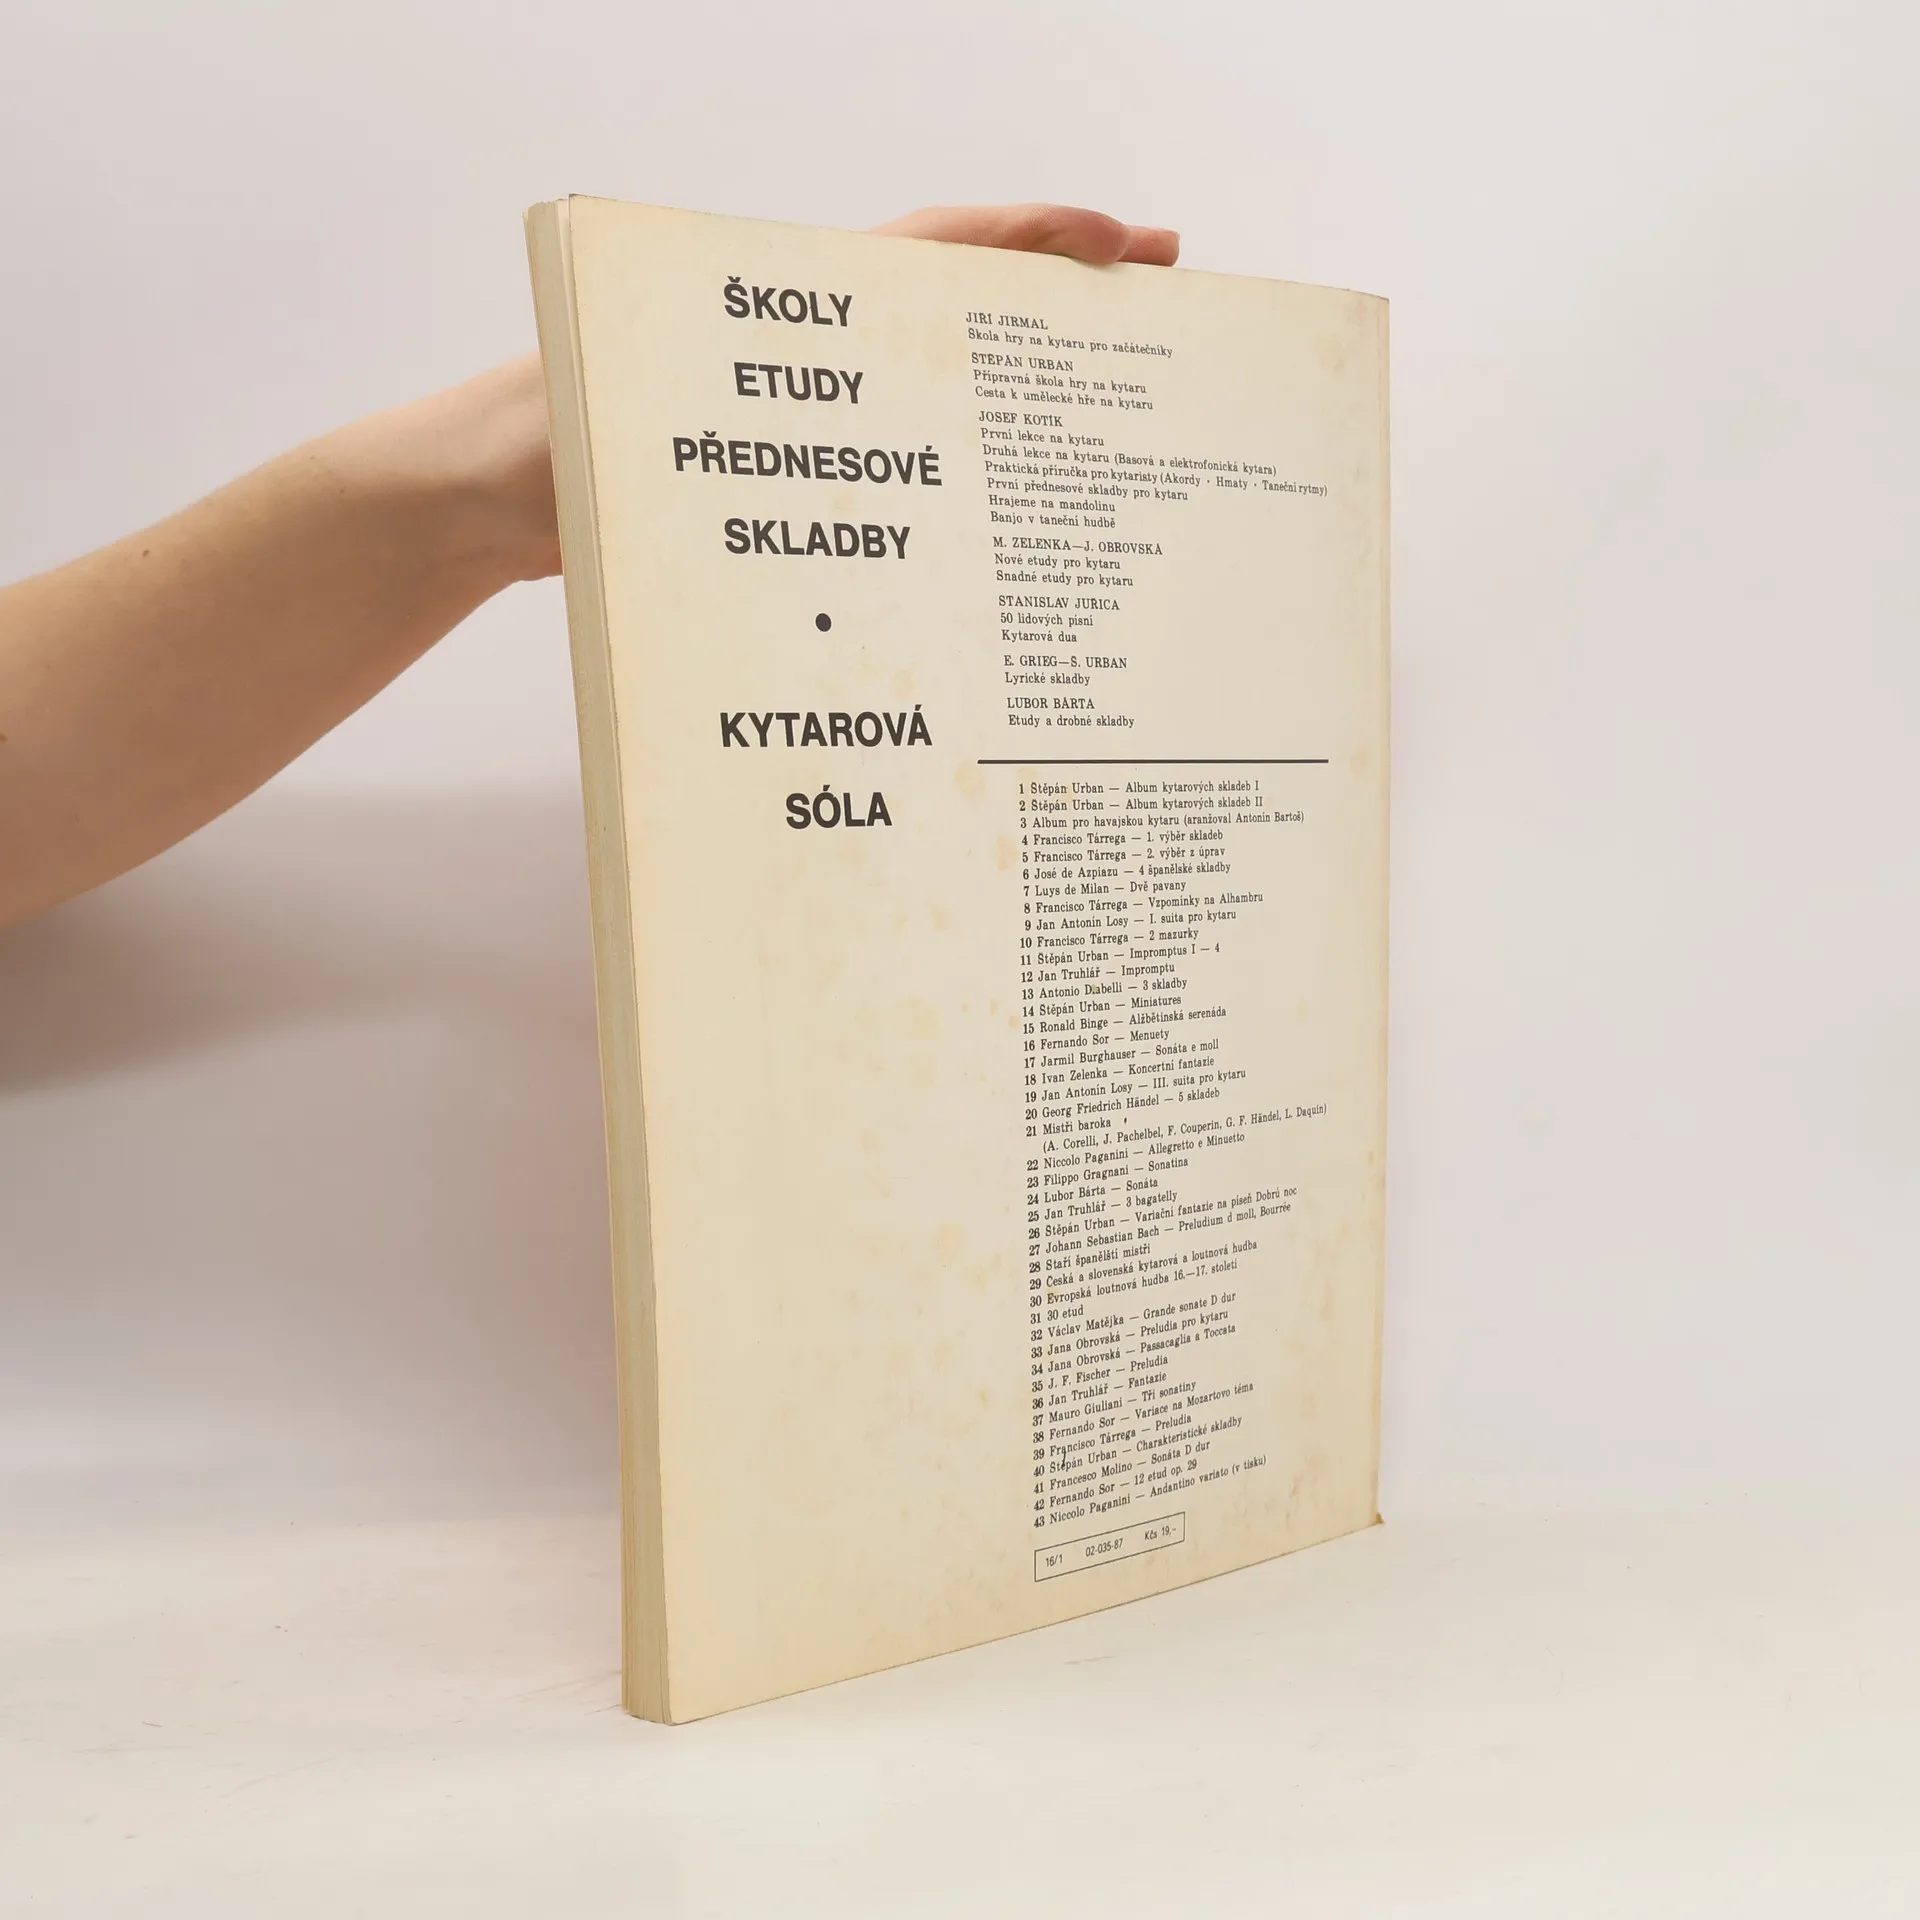 ŠKOLY
ETUDY
PŘEDNESOVÉ
SKLADBY
•
KYTAROVÁ
SÓLA
JIŘÍ JIRMAL
Škola hry na kytaru pro začátečníky
ŠTĚPÁN URBAN
Přípravná škola hry na kytaru
Cesta k umělecké hře na kytaru
JOSEF KOTÍK
První lekce na kytaru
Druhá lekce na kytaru (Basová a elektrofonická kytara)
Praktická příručka pro kytaristy (Akordy · Hmaty · Taneční rytmy)
První přednesové skladby pro kytaru
Hrajeme na mandolinu
Banjo v taneční hudbě
M. ZELENKA—J. OBROVSKÁ
Nové etudy pro kytaru
Snadné etudy pro kytaru
STANISLAV JUŘICA
50 lidových písní
Kytarová dua
E. GRIEG—Š. URBAN
Lyrické skladby
LUBOR BÁRTA
Etudy a drobné skladby
1 Štěpán Urban — Album kytarových skladeb I
2 Štěpán Urban — Album kytarových skladeb II
3 Album pro havajskou kytaru (aranžoval Antonín Bartoš)
4 Francisco Tárrega — 1. výběr skladeb
5 Francisco Tárrega — 2. výběr z úprav
6 José de Azpiazu — 4 španělské skladby
7 Luys de Milan — Dvě pavany
8 Francisco Tárrega — Vzpomínky na Alhambru
9 Jan Antonín Losy — I. suita pro kytaru
10 Francisco Tárrega — 2 mazurky
11 Štěpán Urban — Impromptus I — 4
12 Jan Truhlář — Impromptu
13 Antonio Diabelli — 3 skladby
14 Štěpán Urban — Miniatures
15 Ronald Binge — Alžbětinská serenáda
16 Fernando Sor — Menuety
17 Jarmil Burghauser — Sonáta e moll
18 Ivan Zelenka — Koncertní fantazie
19 Jan Antonín Losy — III. suita pro kytaru
20 Georg Friedrich Händel — 5 skladeb
21 Mistři baroka
(A. Corelli, J. Pachelbel, F. Couperin, G. F. Händel, L. Daquin)
22 Niccolo Paganini — Allegretto e Minuetto
23 Filippo Gragnani — Sonatina
24 Lubor Bárta — Sonáta
25 Jan Truhlář — 3 bagatelly
26 Štěpán Urban — Variační fantazie na píseň Dobrú noc
27 Johann Sebastian Bach — Preludium d moll, Bourrée
28 Staří španělští mistři
29 Česká a slovenská kytarová a loutnová hudba
30 Evropská loutnová hudba 16.—17. století
31 30 etud
32 Václav Matějka — Grande sonate D dur
33 Jana Obrovská — Preludia pro kytaru
34 Jana Obrovská — Passacaglia a Toccata
35 J. F. Fischer — Preludia
36 Jan Truhlář — Fantazie
37 Mauro Giuliani — Tři sonatiny
38 Fernando Sor — Variace na Mozartovo téma
39 Francisco Tárrega — Preludia
40 Štěpán Urban — Charakteristické skladby
41 Francesco Molino — Sonáta D dur
42 Fernando Sor — 12 etud op. 29
43 Niccolo Paganini — Andantino variato (v tisku)
16/1 02-035-87 Kčs 19,-